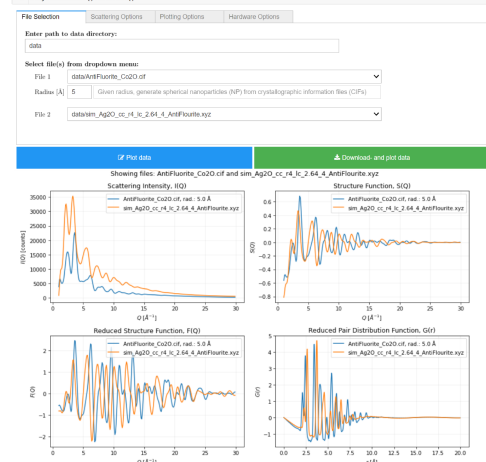 File Selection
Scattering Options
Plotting Options
Hardware Options
Enter path to data directory:
data
Select file(s) from dropdown menu:
File 1
data/AntiFluorite_Co2O.cif
Radius [Å]
5
Given radius, generate spherical nanoparticles (NP) from crystallographic information files (CIFs)
File 2
data/sim_Ag2O_cc_r4_lc_2.64_4_AntiFlourite.xyz
Plot data
Download- and plot data
Showing files: AntiFluorite_Co2O.cif and sim_Ag2O_cc_r4_lc_2.64_4_AntiFlourite.xyz
Scattering Intensity, I(Q)
AntiFluorite_Co2O.cif, rad.: 5.0 Å
sim_Ag2O_cc_r4_lc_2.64_4_AntiFlourite.xyz
I(Q) [counts]
35000
30000
25000
20000
15000
10000
5000
0
0 5 10 15 20 25 30
Q [Å⁻¹]
Structure Function, S(Q)
AntiFluorite_Co2O.cif, rad.: 5.0 Å
sim_Ag2O_cc_r4_lc_2.64_4_AntiFlourite.xyz
S(Q)
0.6
0.4
0.2
0.0
−0.2
−0.4
−0.6
−0.8
0 5 10 15 20 25 30
Q [Å⁻¹]
Reduced Structure Function, F(Q)
AntiFluorite_Co2O.cif, rad.: 5.0 Å
sim_Ag2O_cc_r4_lc_2.64_4_AntiFlourite.xyz
F(Q)
2
1
0
−1
−2
0 5 10 15 20 25 30
Reduced Pair Distribution Function, G(r)
AntiFluorite_Co2O.cif, rad.: 5.0 Å
sim_Ag2O_cc_r4_lc_2.64_4_AntiFlourite.xyz
G(r)
5
4
3
2
1
0
−1
0.0 2.5 5.0 7.5 10.0 12.5 15.0 17.5 20.0